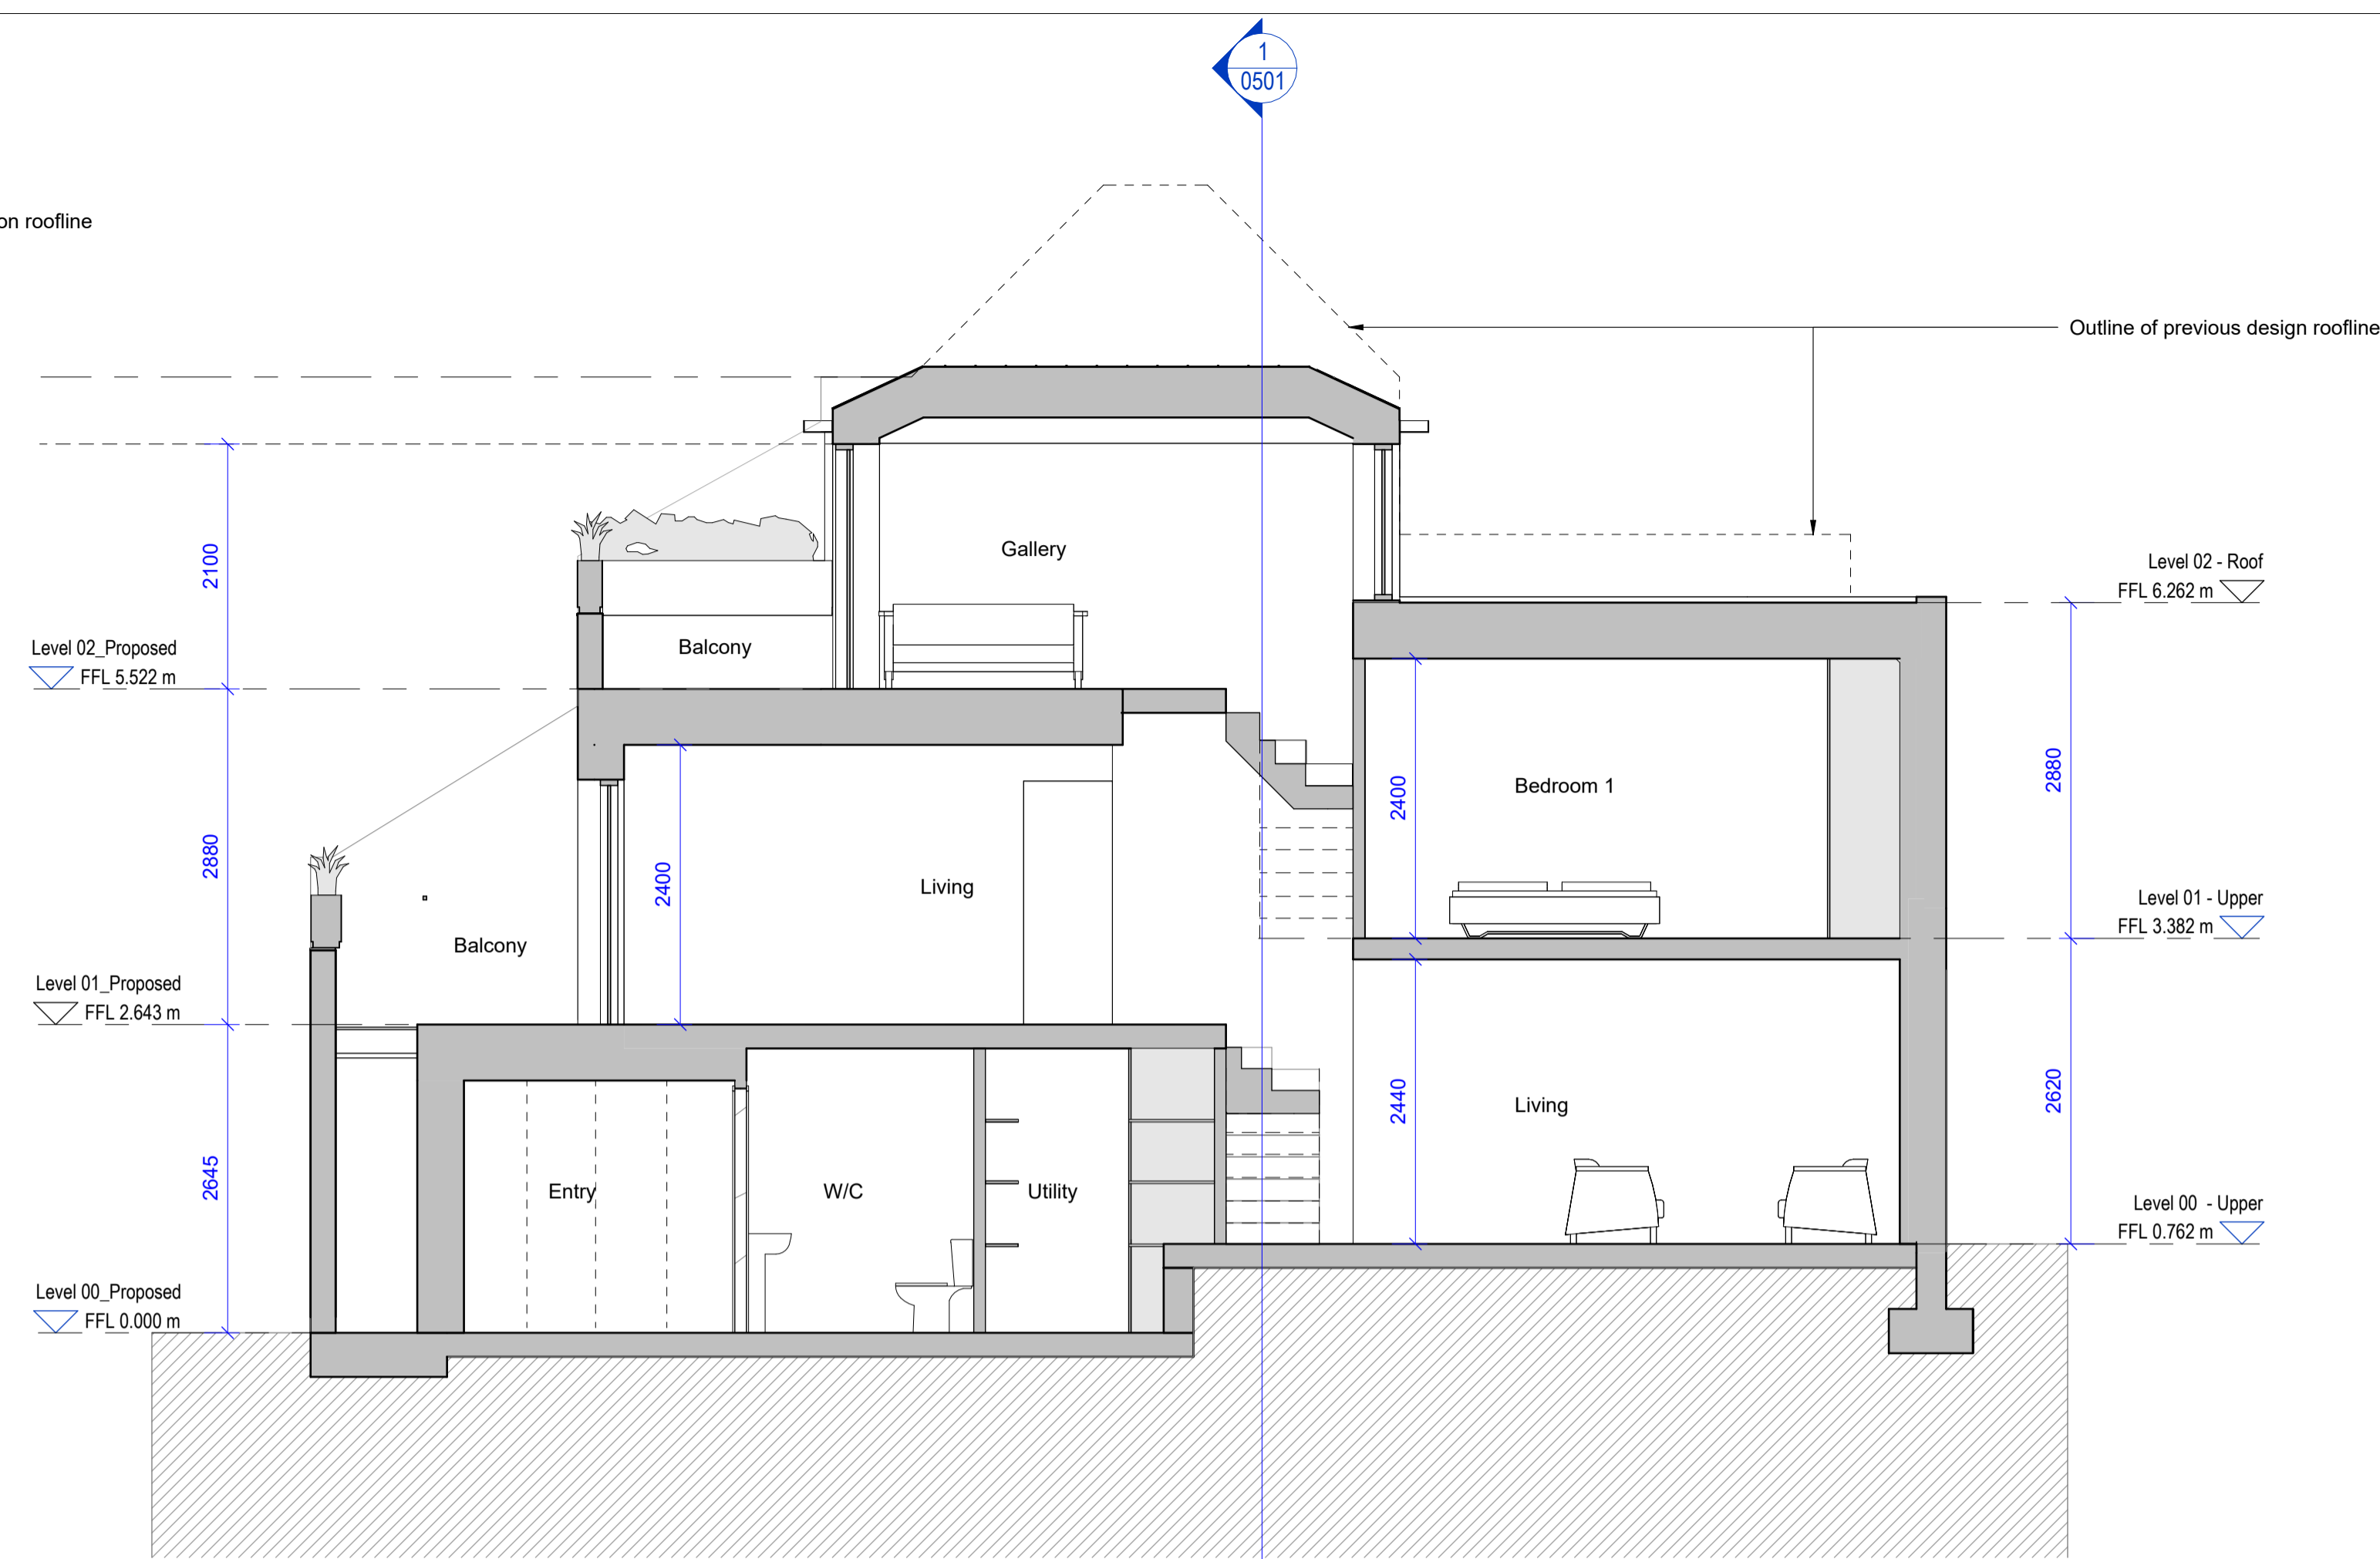 1
0501
on roofline
Outline of previous design roofline
Gallery
2100
Level 02 - Roof
FFL 6.262 m
Level 02_Proposed
FFL 5.522 m
Balcony
2880
2400
Bedroom 1
2880
2400
Living
Level 01 - Upper
FFL 3.382 m
Balcony
Level 01_Proposed
FFL 2.643 m
2440
Living
2620
2645
Entry
W/C
Utility
Level 00 - Upper
FFL 0.762 m
Level 00_Proposed
FFL 0.000 m